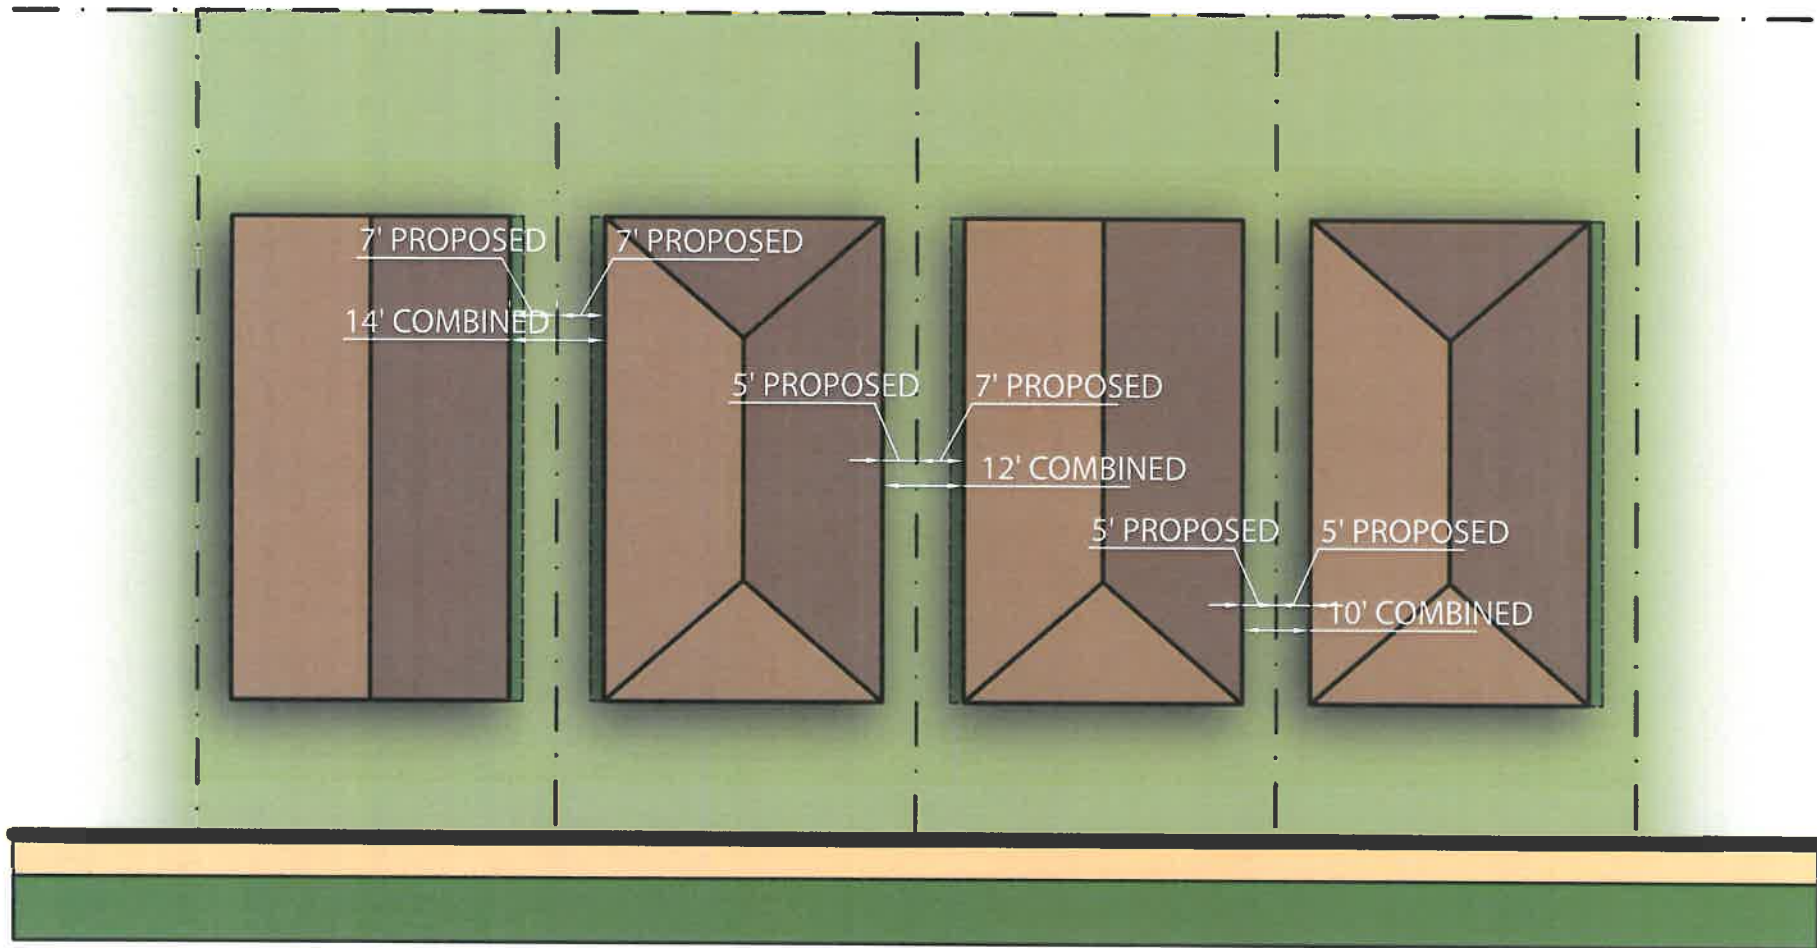 7' PROPOSED
7' PROPOSED
14' COMBINED
5' PROPOSED
7' PROPOSED
12' COMBINED
5' PROPOSED
5' PROPOSED
10' COMBINED